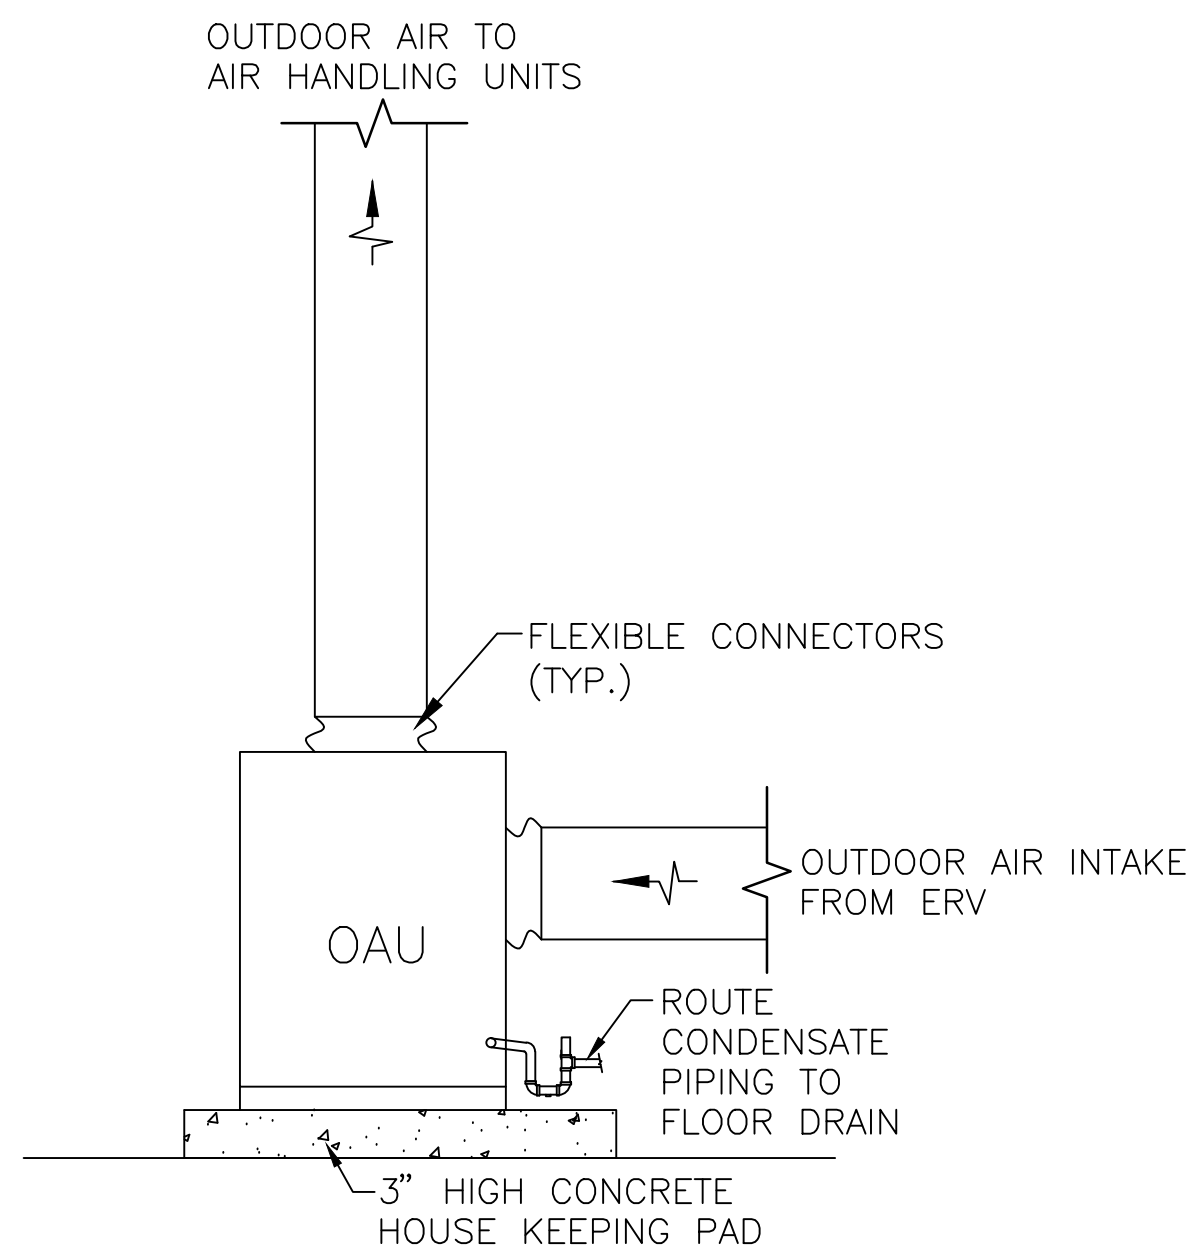 OUTDOOR AIR TO
AIR HANDLING UNITS
FLEXIBLE CONNECTORS
(TYP.)
OUTDOOR AIR INTAKE
FROM ERV
OAU
ROUTE
CONDENSATE
PIPING TO
FLOOR DRAIN
3” HIGH CONCRETE
HOUSE KEEPING PAD